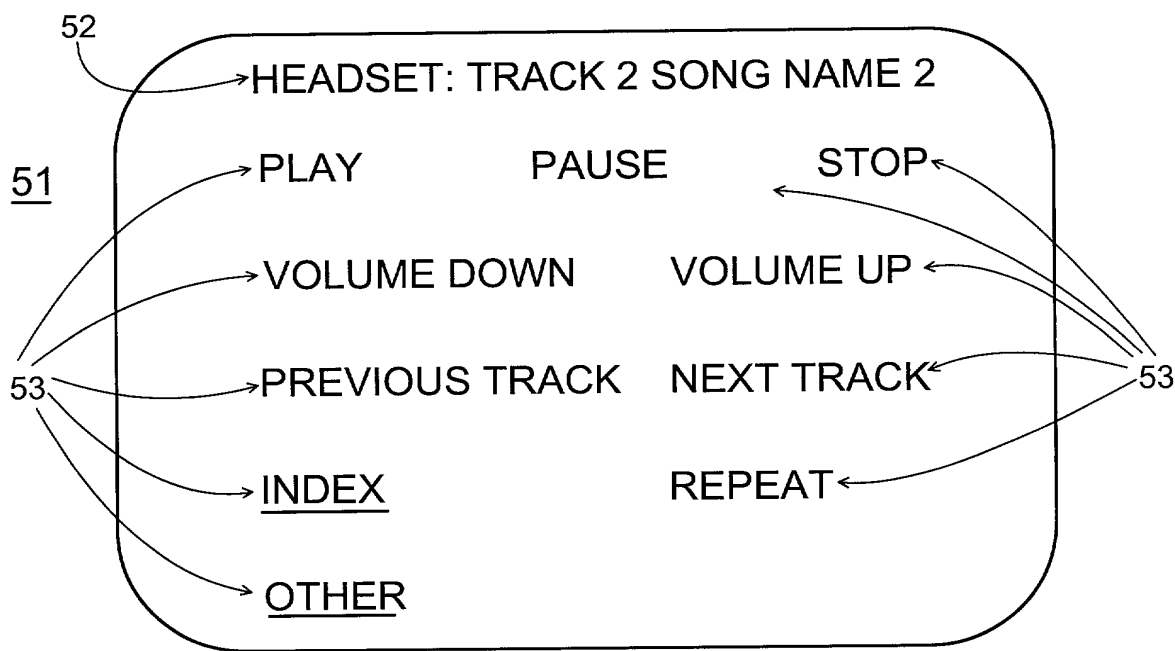 52
HEADSET: TRACK 2 SONG NAME 2
PLAY PAUSE STOP
51
VOLUME DOWN VOLUME UP
53 PREVIOUS TRACK NEXT TRACK 53
INDEX REPEAT
OTHER